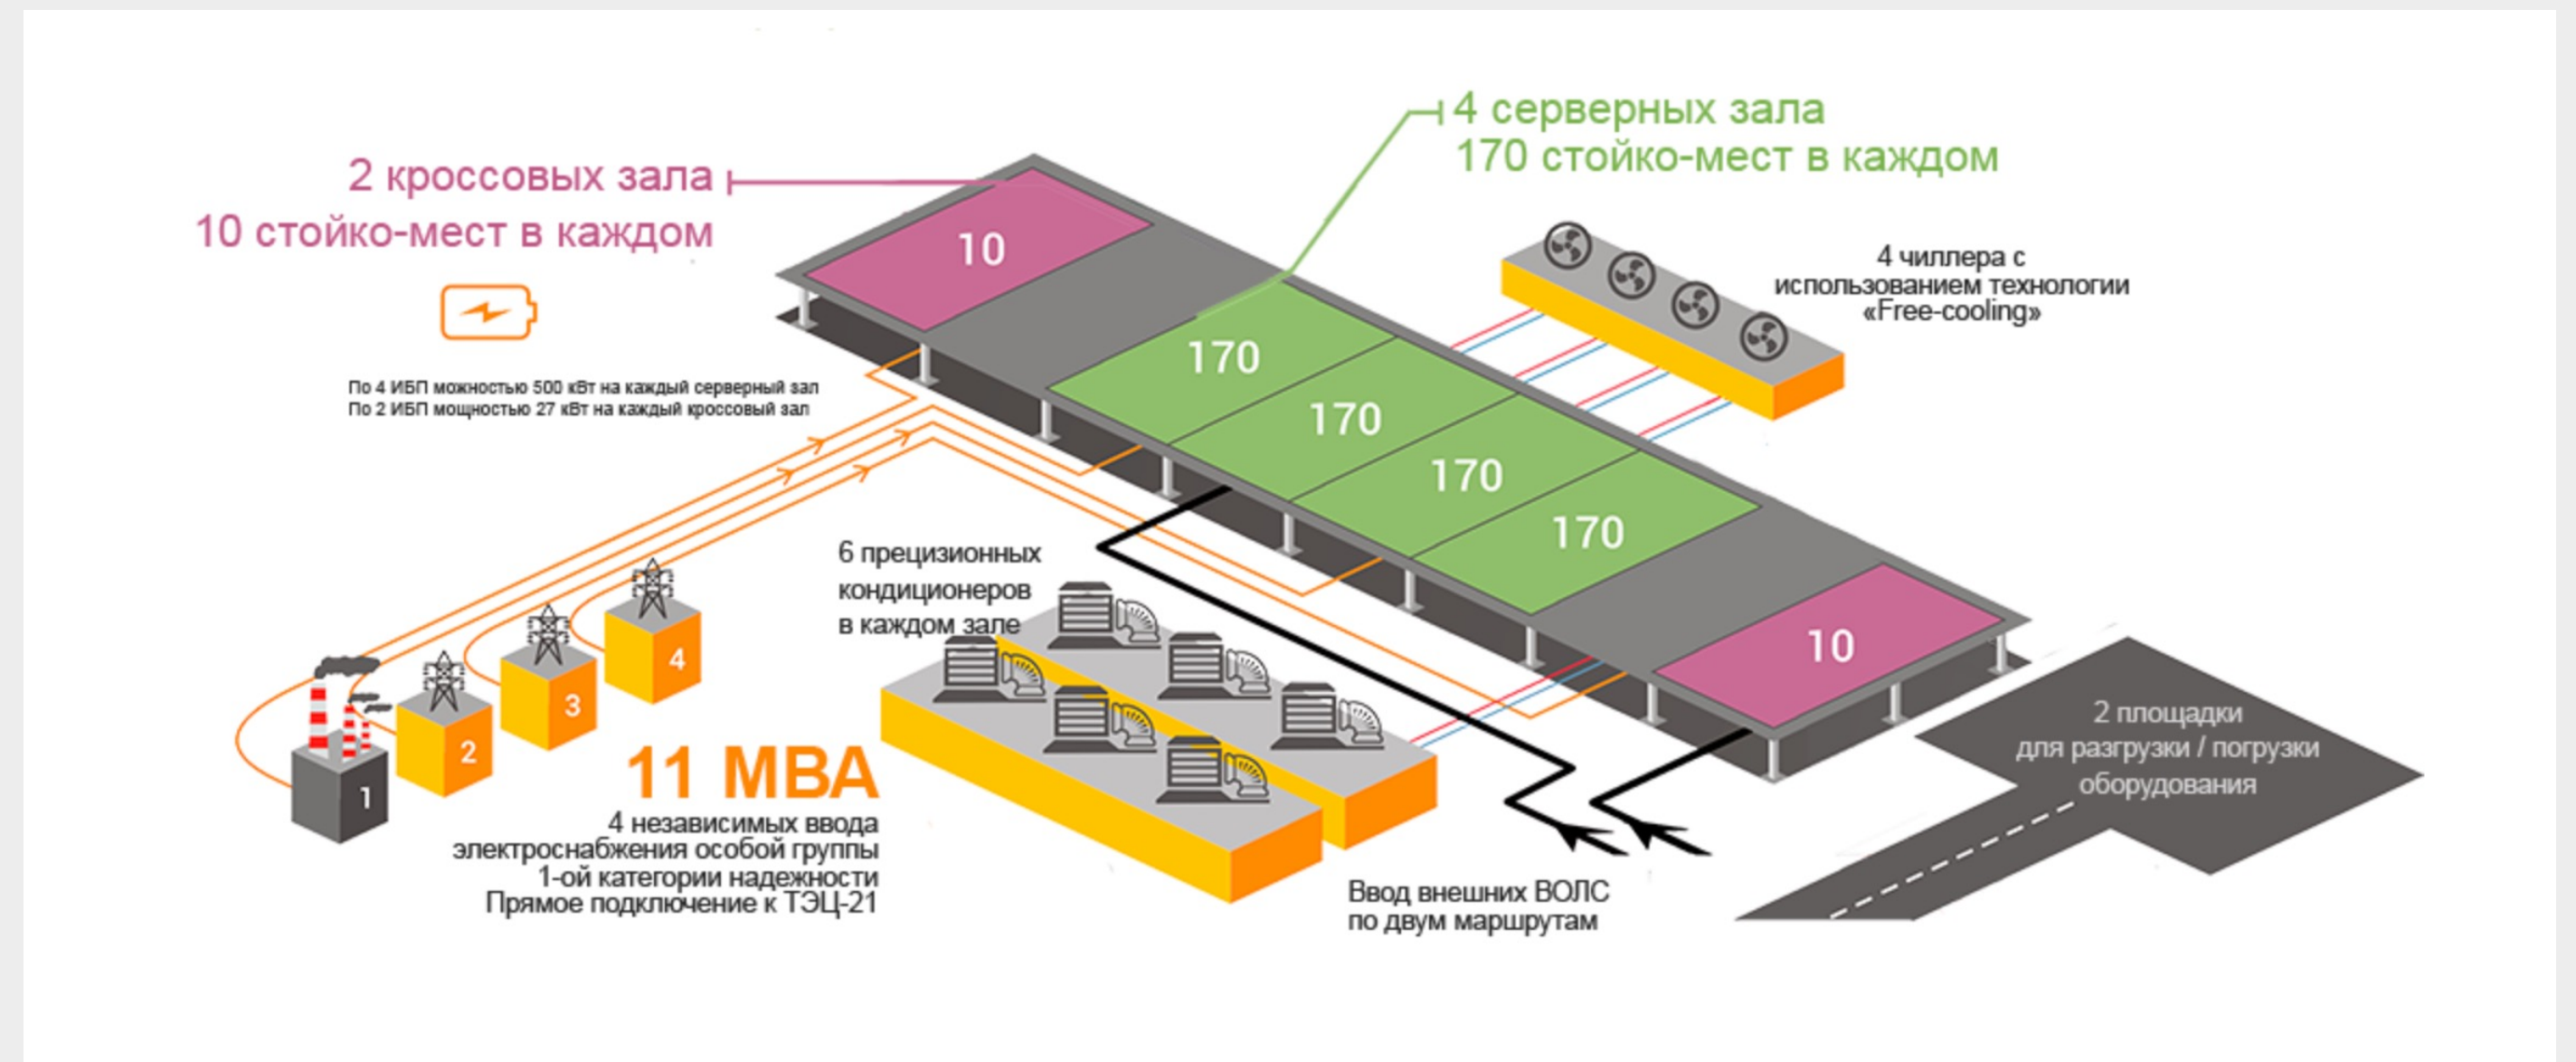 4 серверных зала
170 стойко-мест в каждом
2 кроссовых зала
10 стойко-мест в каждом
10
4 чиллера с
использованием технологии
«Free-cooling»
170
170
170
170
10
По 4 ИБП можностью 500 кВт на каждый серверный зал
По 2 ИБП мощностью 27 кВт на каждый кроссовый зал
6 прецизионных
кондиционеров
в каждом зале
4
3
2
1
11 МВА
4 независимых ввода
электроснабжения особой группы
1-ой категории надежности
Прямое подключение к ТЭЦ-21
2 площадки
для разгрузки / погрузки
оборудования
Ввод внешних ВОЛС
по двум маршрутам